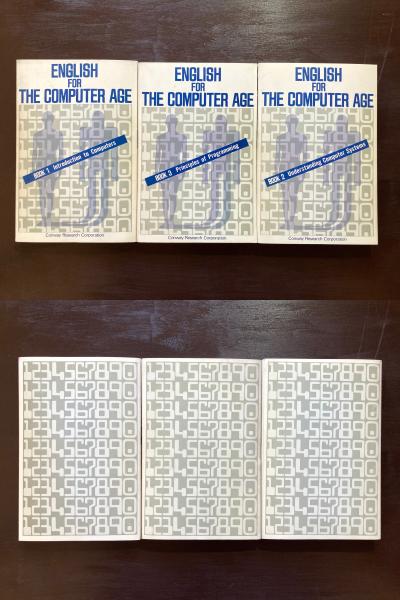 ENGLISH
FOR
THE COMPUTER AGE
BOOK 1 Introduction to Computers
Conway Research Corporation
ENGLISH
FOR
THE COMPUTER AGE
BOOK 3 Principles of Programming
Conway Research Corporation
ENGLISH
FOR
THE COMPUTER AGE
BOOK 2 Understanding Computer Systems
Conway Research Corporation